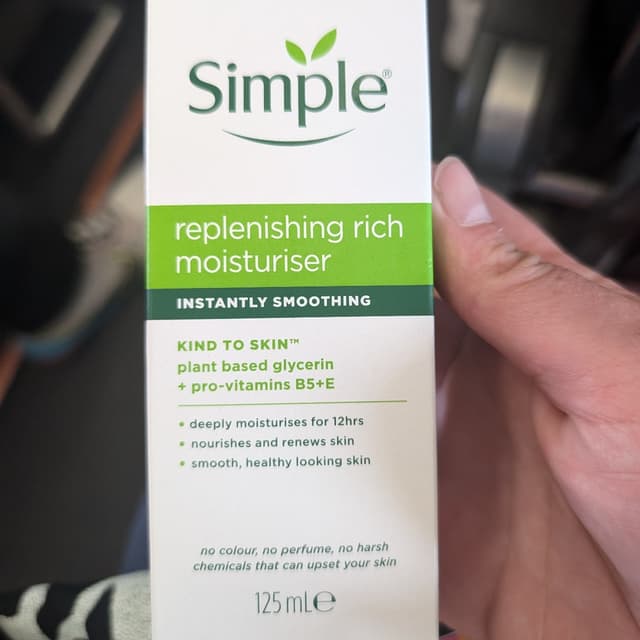 Simple®
replenishing rich
moisturiser
INSTANTLY SMOOTHING
KIND TO SKIN™
plant based glycerin
+ pro-vitamins B5+E
• deeply moisturises for 12hrs
• nourishes and renews skin
• smooth, healthy looking skin
no colour, no perfume, no harsh
chemicals that can upset your skin
125 mL℮